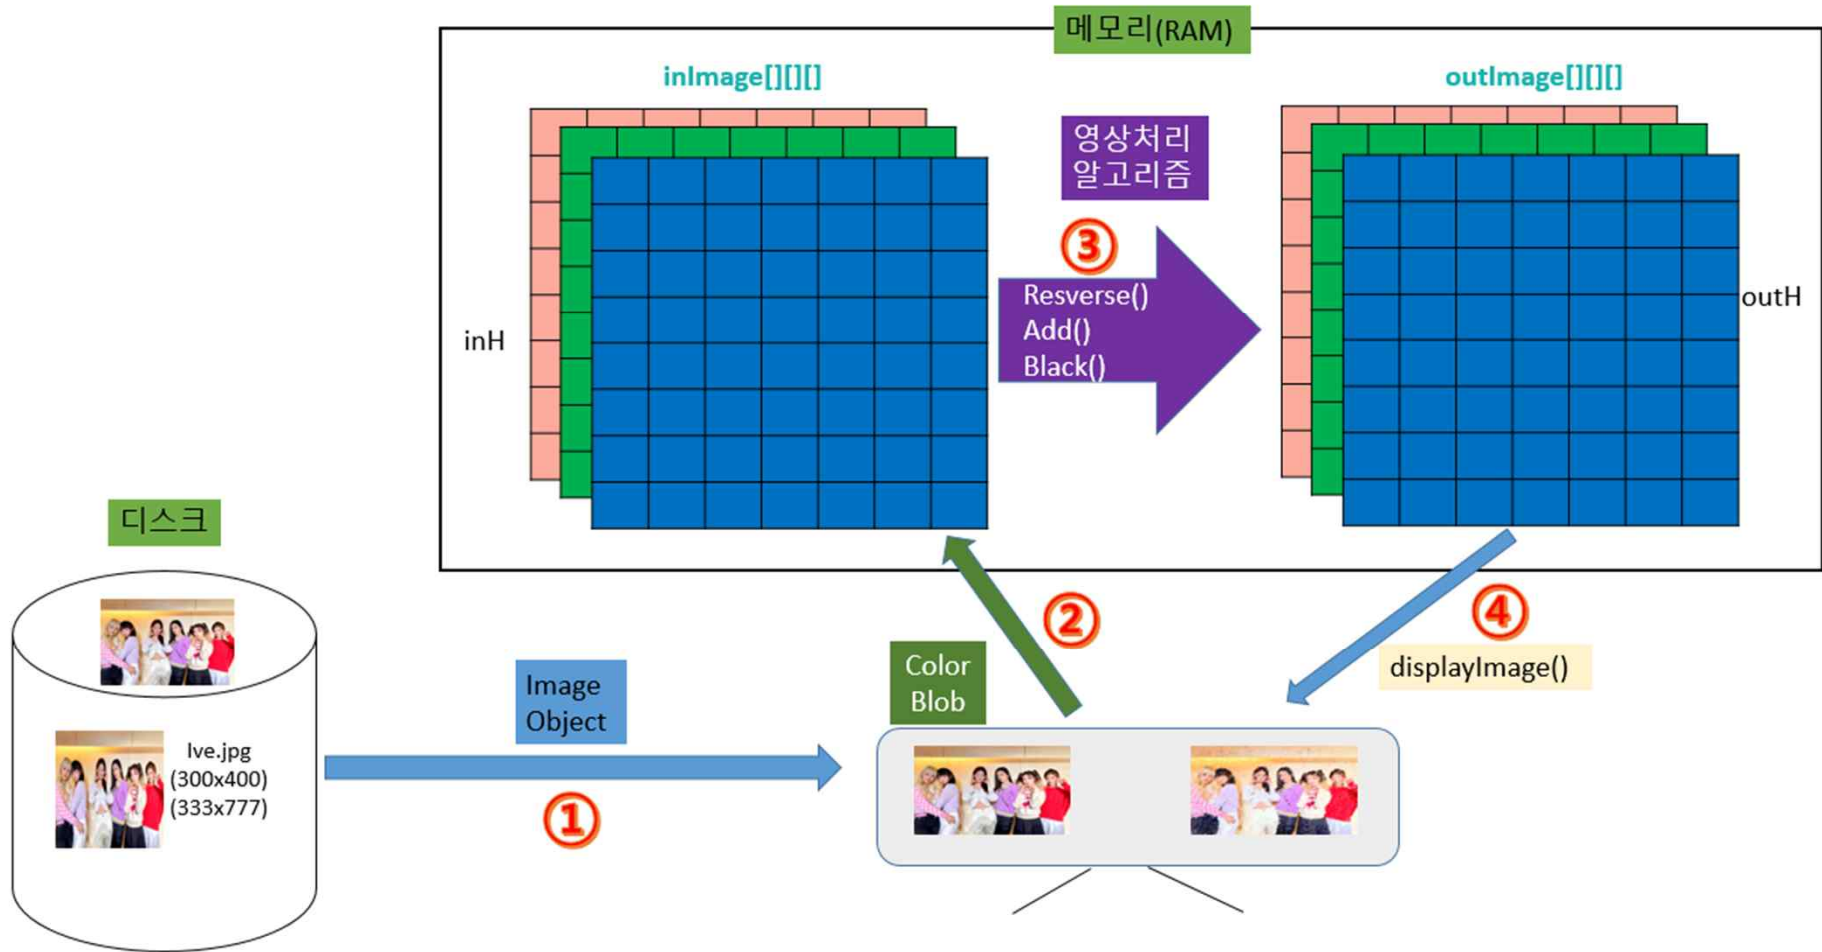 메모리(RAM)
inImage[][][]
outImage[][][]
영상처리
알고리즘
③
Resverse()
Add()
Black()
inH
outH
디스크
②
④
Color
Blob
displayImage()
Image
Object
①
Ive.jpg
(300x400)
(333x777)